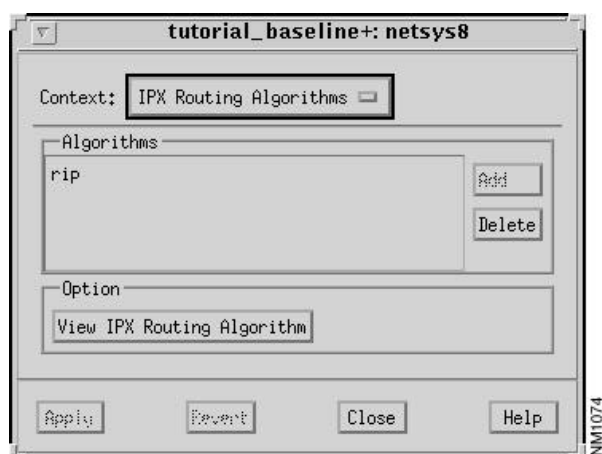 tutorial_baseline+: netsys8
Context: IPX Routing Algorithms
Algorithms
rip
Add
Delete
Option
View IPX Routing Algorithm
Apply Revert Close Help
NM1074